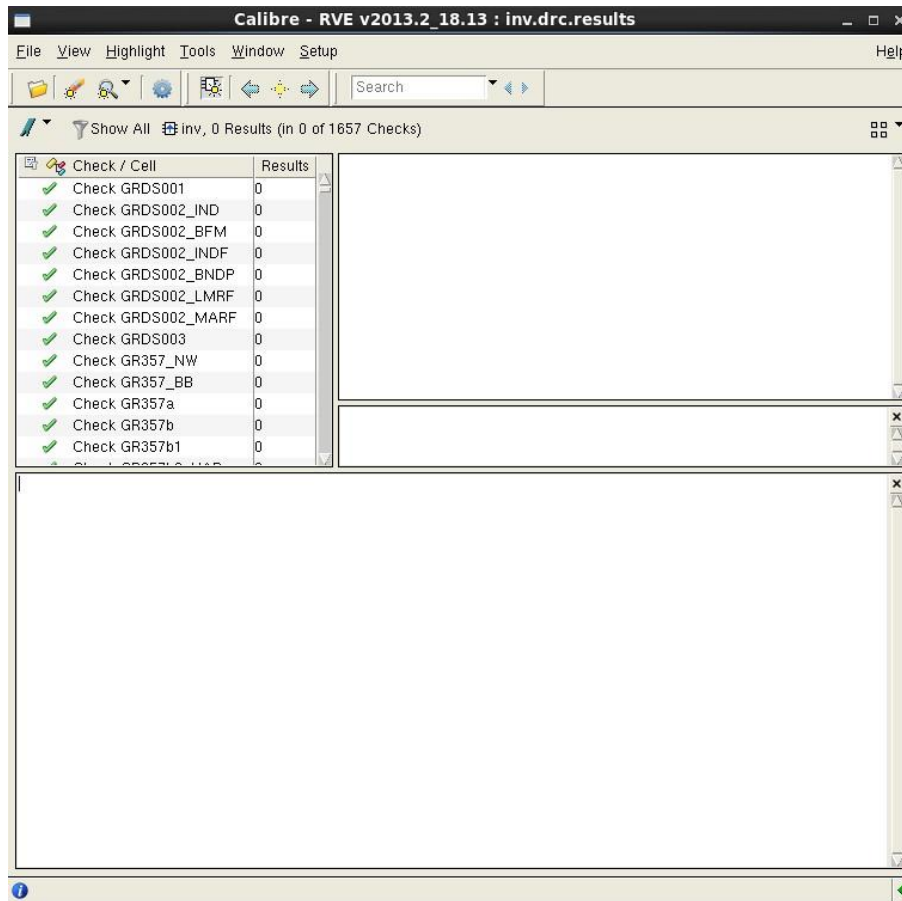 Calibre - RVE v2013.2_18.13 : inv.drc.results
File View Highlight Tools Window Setup Help
Search
Show All inv, 0 Results (in 0 of 1657 Checks)
Check / Cell Results
Check GRDS001 0
Check GRDS002_IND 0
Check GRDS002_BFM 0
Check GRDS002_INDF 0
Check GRDS002_BNDP 0
Check GRDS002_LMRF 0
Check GRDS002_MARF 0
Check GRDS003 0
Check GR357_NW 0
Check GR357_BB 0
Check GR357a 0
Check GR357b 0
Check GR357b1 0